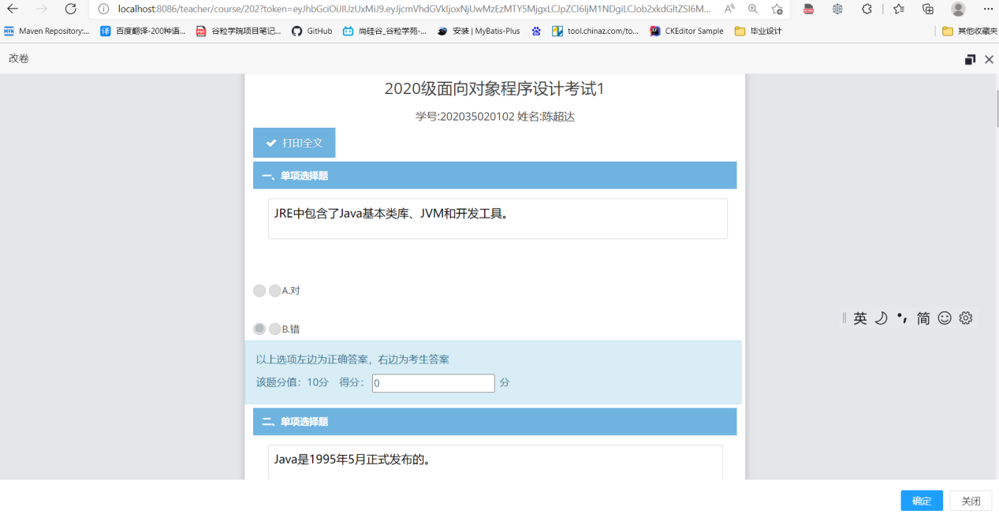 localhost:8086/teacher/course/202?token=eyJhbGciOiJIUzUxMiJ9.eyJjcmVhdGVkIjoxNjUwMzEzMTY5MjgxLCJpZCI6IjM1NDgiLCJob2xkdGltZSI6M...
Maven Repository:... 百度翻译-200种语... 谷粒学院项目笔记... GitHub 尚硅谷_谷粒学苑-... 安装 | MyBatis-Plus tool.chinaz.com/to... CKEditor Sample 毕业设计 其他收藏夹
改卷
2020级面向对象程序设计考试1
学号:202035020102 姓名:陈超达
打印全文
一、单项选择题
JRE中包含了Java基本类库、JVM和开发工具。
A.对
英 简
B.错
以上选项左边为正确答案，右边为考生答案
该题分值：10分 得分： 0 分
二、单项选择题
Java是1995年5月正式发布的。
确定 关闭